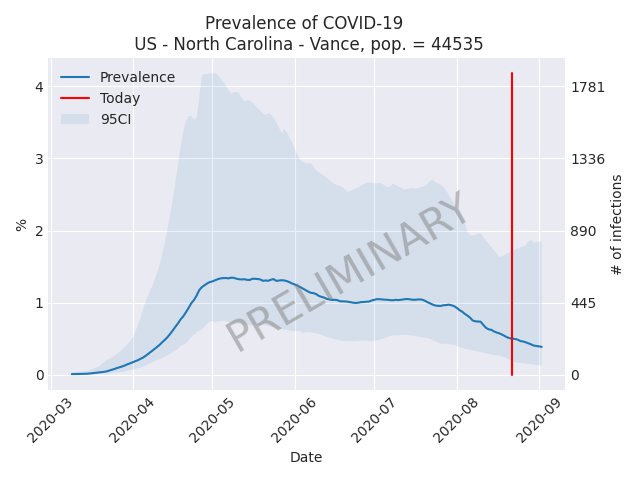 Prevalence of COVID-19
US - North Carolina - Vance, pop. = 44535
Prevalence
Today
95CI
4
3
2
1
0
%
1781
1336
890
445
0
# of infections
PRELIMINARY
2020-03
2020-04
2020-05
2020-06
2020-07
2020-08
2020-09
Date